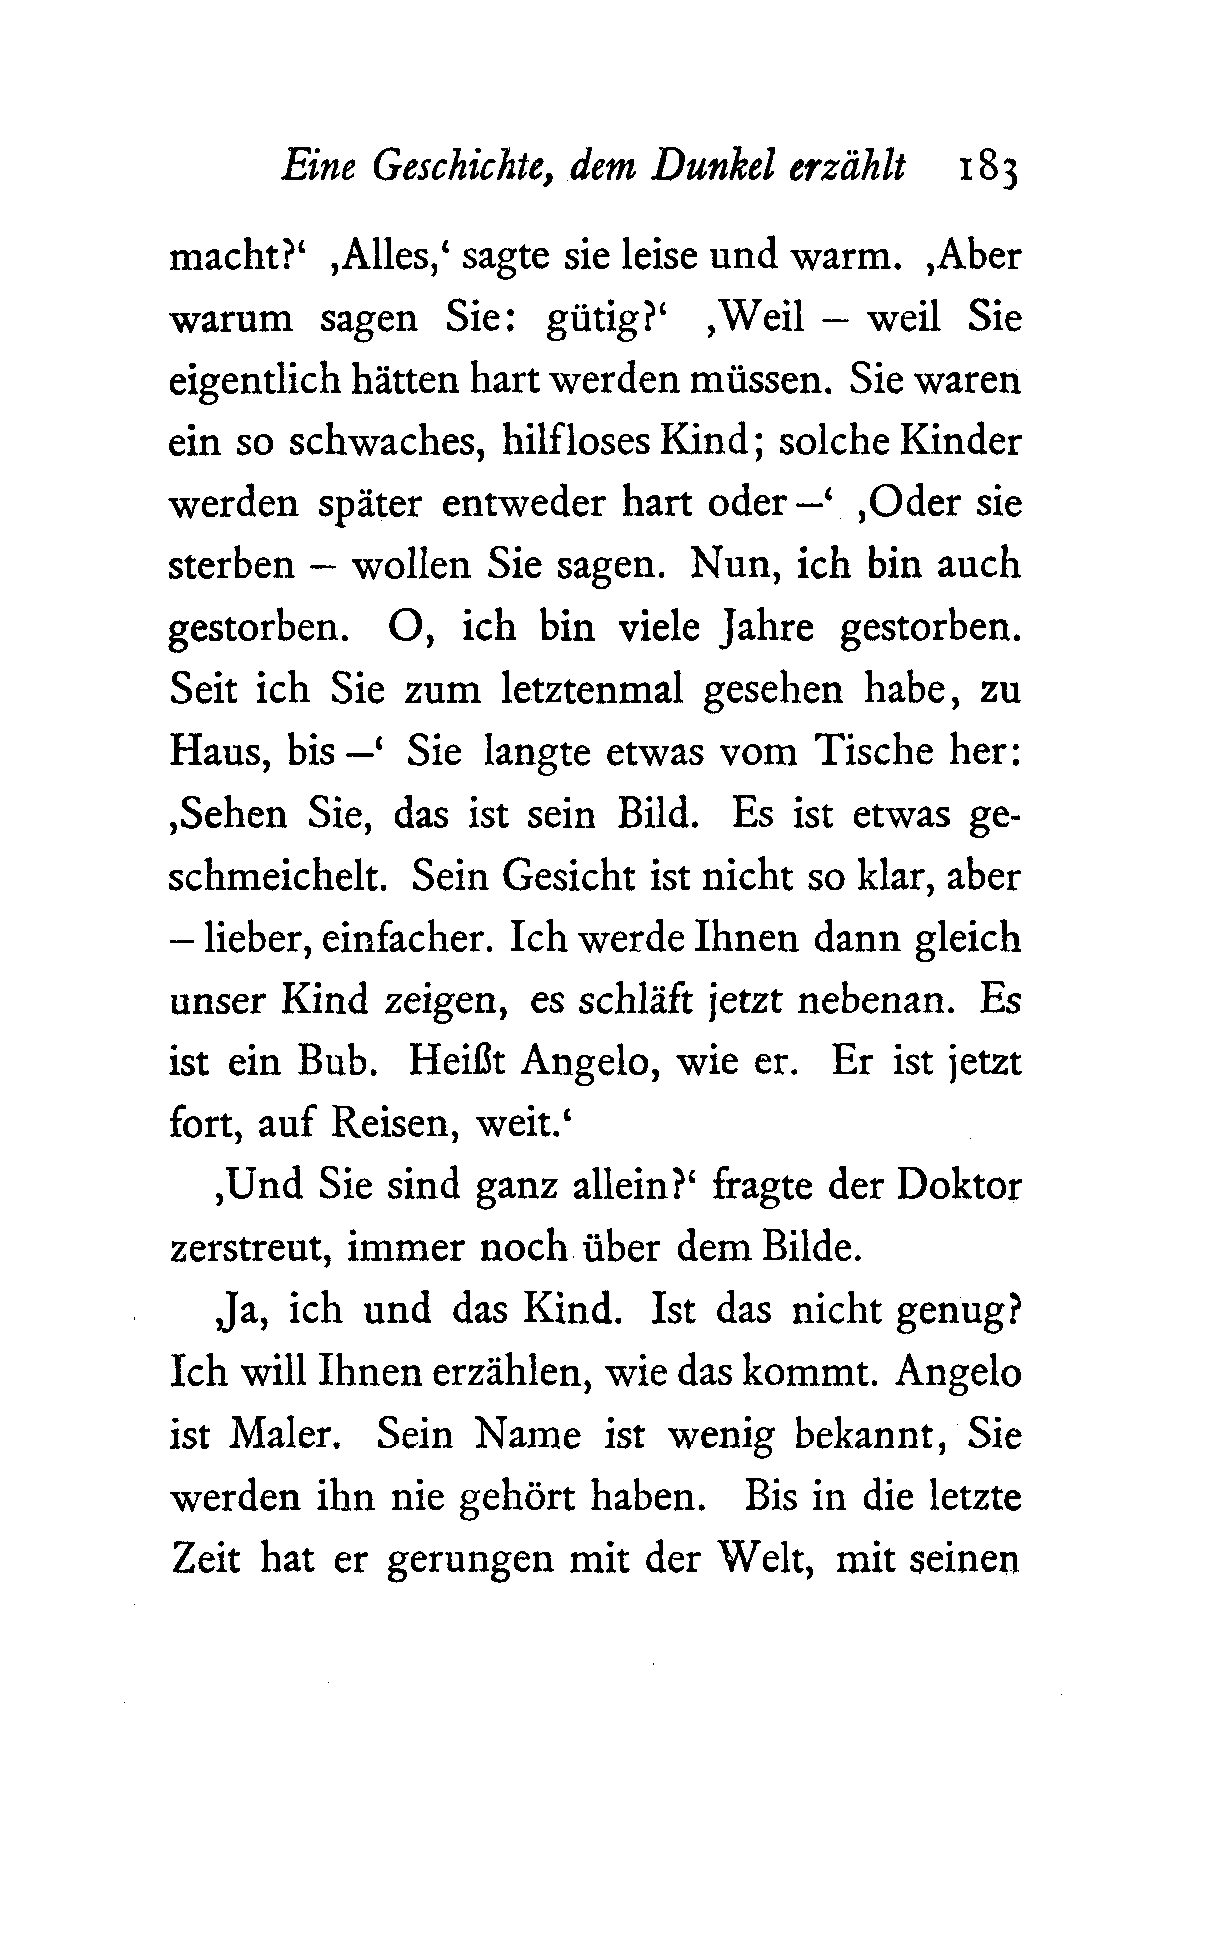 Eine Geschichte, dem Dunkel erzählt 183
macht?‘ ‚Alles,‘ sagte sie leise und warm. ‚Aber
warum sagen Sie: gütig?‘ ‚Weil – weil Sie
eigentlich hätten hart werden müssen. Sie waren
ein so schwaches, hilfloses Kind; solche Kinder
werden später entweder hart oder –‘ ‚Oder sie
sterben – wollen Sie sagen. Nun, ich bin auch
gestorben. O, ich bin viele Jahre gestorben.
Seit ich Sie zum letztenmal gesehen habe, zu
Haus, bis –‘ Sie langte etwas vom Tische her:
‚Sehen Sie, das ist sein Bild. Es ist etwas ge-
schmeichelt. Sein Gesicht ist nicht so klar, aber
– lieber, einfacher. Ich werde Ihnen dann gleich
unser Kind zeigen, es schläft jetzt nebenan. Es
ist ein Bub. Heißt Angelo, wie er. Er ist jetzt
fort, auf Reisen, weit.‘
‚Und Sie sind ganz allein?‘ fragte der Doktor
zerstreut, immer noch über dem Bilde.
‚Ja, ich und das Kind. Ist das nicht genug?
Ich will Ihnen erzählen, wie das kommt. Angelo
ist Maler. Sein Name ist wenig bekannt, Sie
werden ihn nie gehört haben. Bis in die letzte
Zeit hat er gerungen mit der Welt, mit seinen